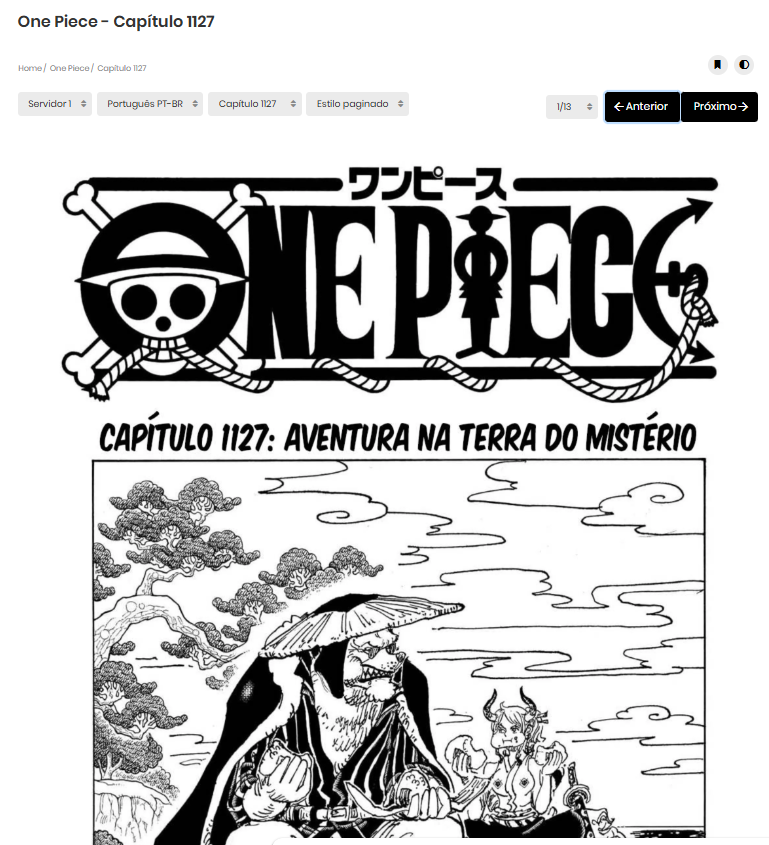 One Piece - Capítulo 1127
Home / One Piece / Capítulo 1127
Servidor 1 Português PT-BR Capítulo 1127 Estilo paginado 1/13 ←Anterior Próximo→
ワンピース
ONE PIECE
CAPÍTULO 1127: AVENTURA NA TERRA DO MISTÉRIO